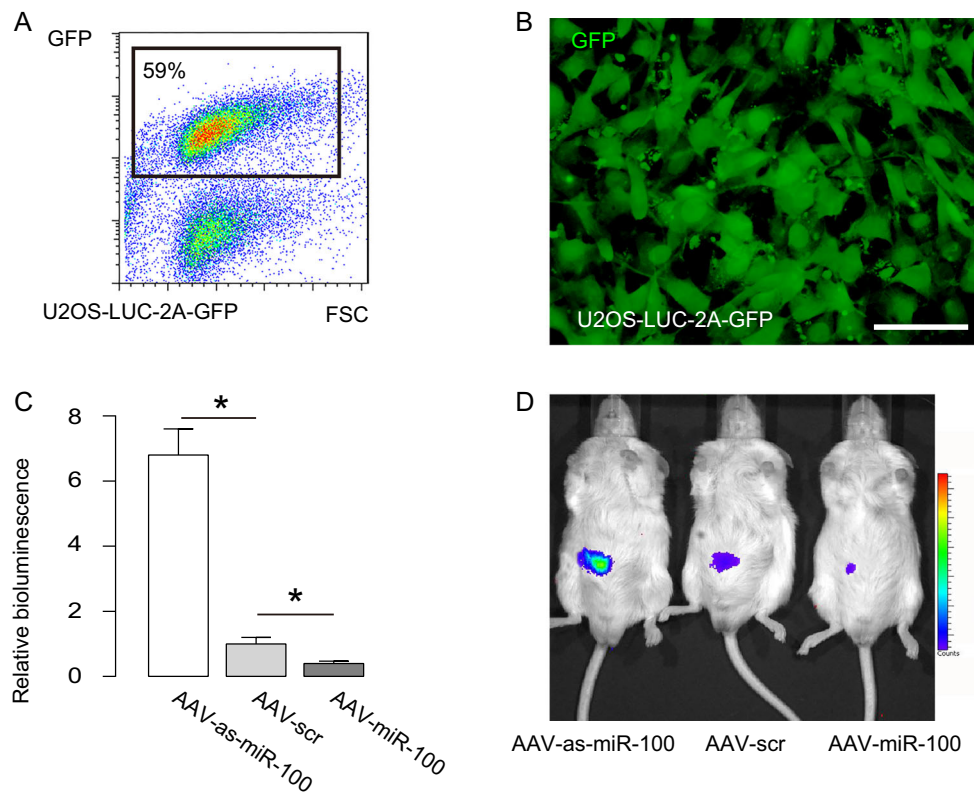 A
GFP
59%
U2OS-LUC-2A-GFP
FSC
B
GFP
U2OS-LUC-2A-GFP
C
Relative bioluminescence
8
6
4
2
0
*
*
AAV-as-miR-100
AAV-scr
AAV-miR-100
D
Counts
AAV-as-miR-100
AAV-scr
AAV-miR-100